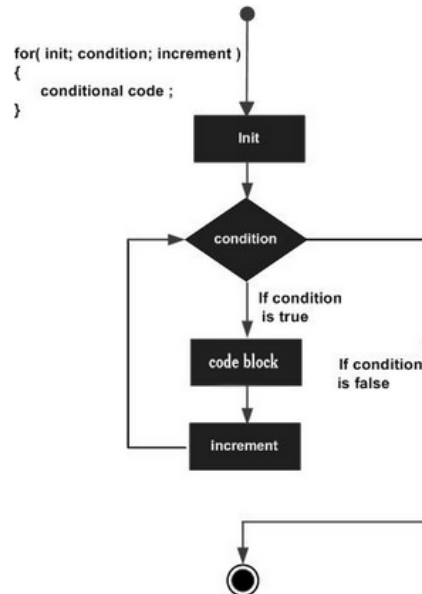 for( init; condition; increment )
{
conditional code ;
}
Init
condition
If condition
is true
code block
If condition
is false
increment